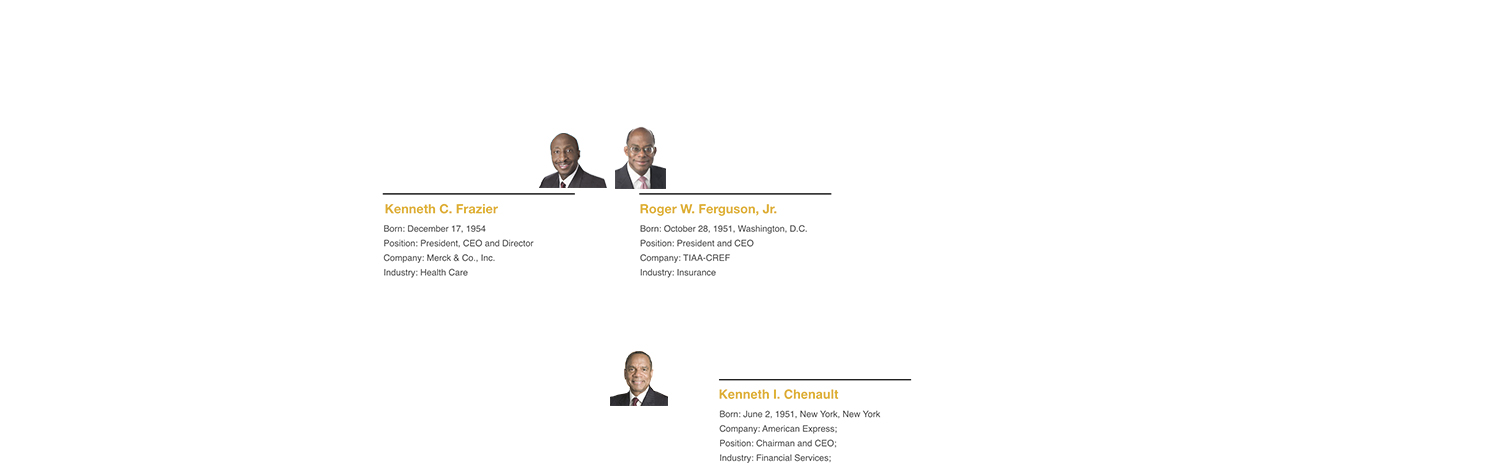 Kenneth C. Frazier
Born: December 17, 1954
Position: President, CEO and Director
Company: Merck & Co., Inc.
Industry: Health Care
Roger W. Ferguson, Jr.
Born: October 28, 1951, Washington, D.C.
Position: President and CEO
Company: TIAA-CREF
Industry: Insurance
Kenneth I. Chenault
Born: June 2, 1951, New York, New York
Company: American Express;
Position: Chairman and CEO;
Industry: Financial Services;